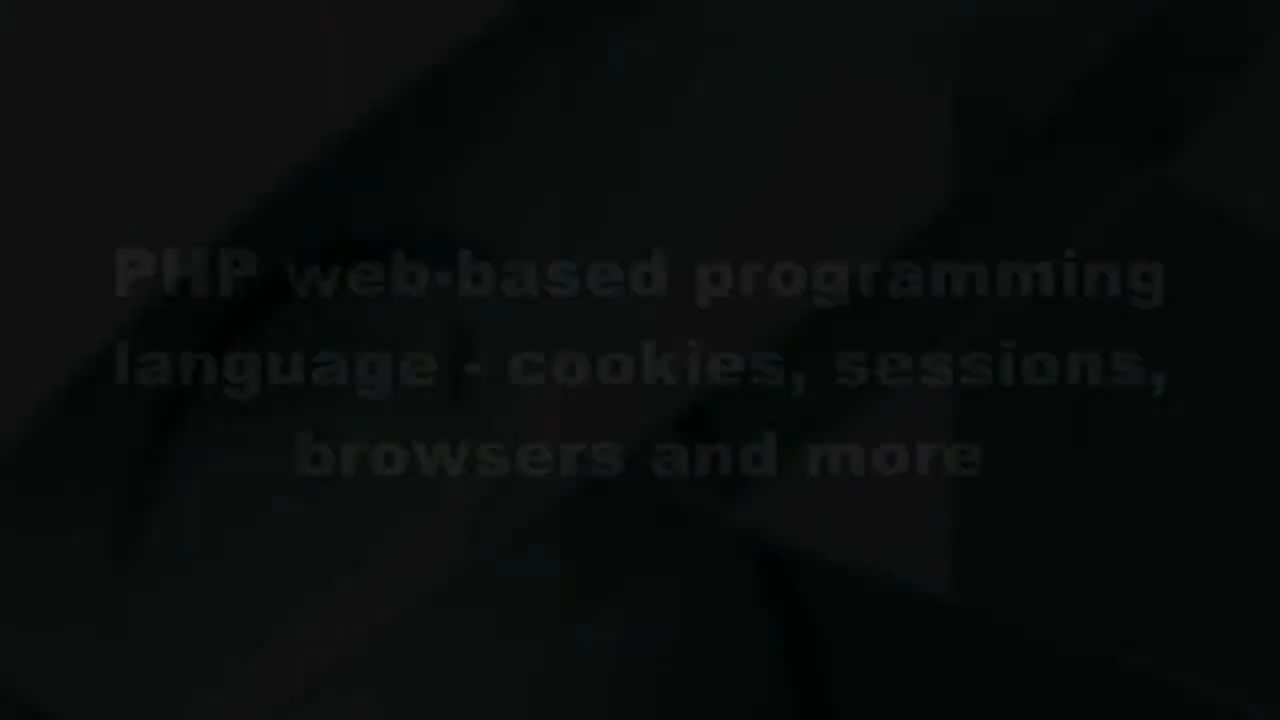 PHP web-based programming
language - cookies, sessions,
browsers and more